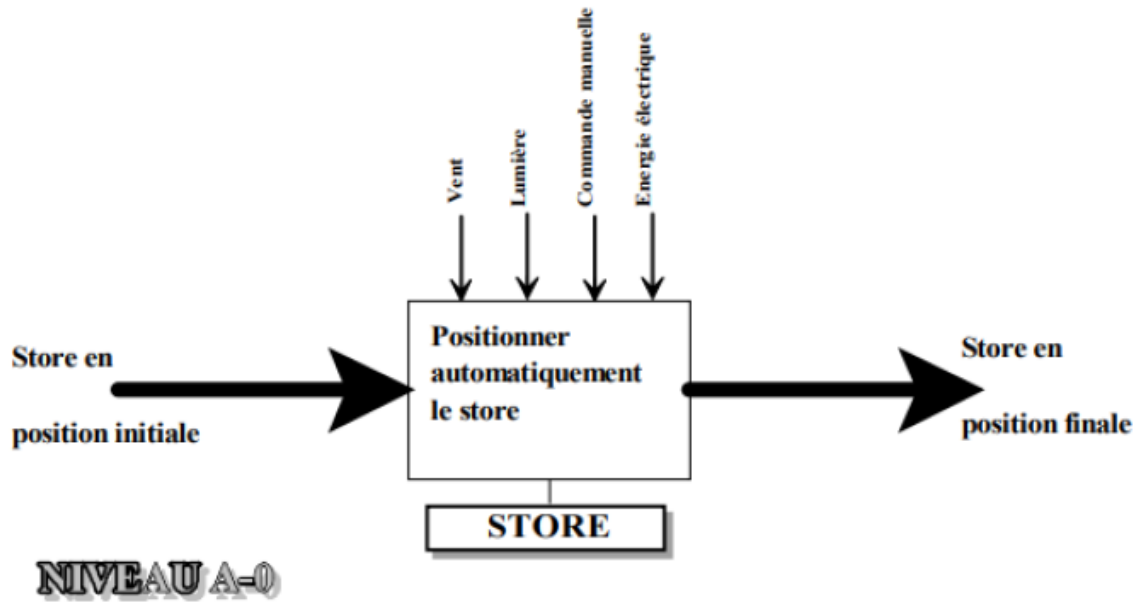 Vent
Lumière
Commande manuelle
Energie électrique
Store en
position initiale
Positionner
automatiquement
le store
Store en
position finale
STORE
NIVEAU A-0